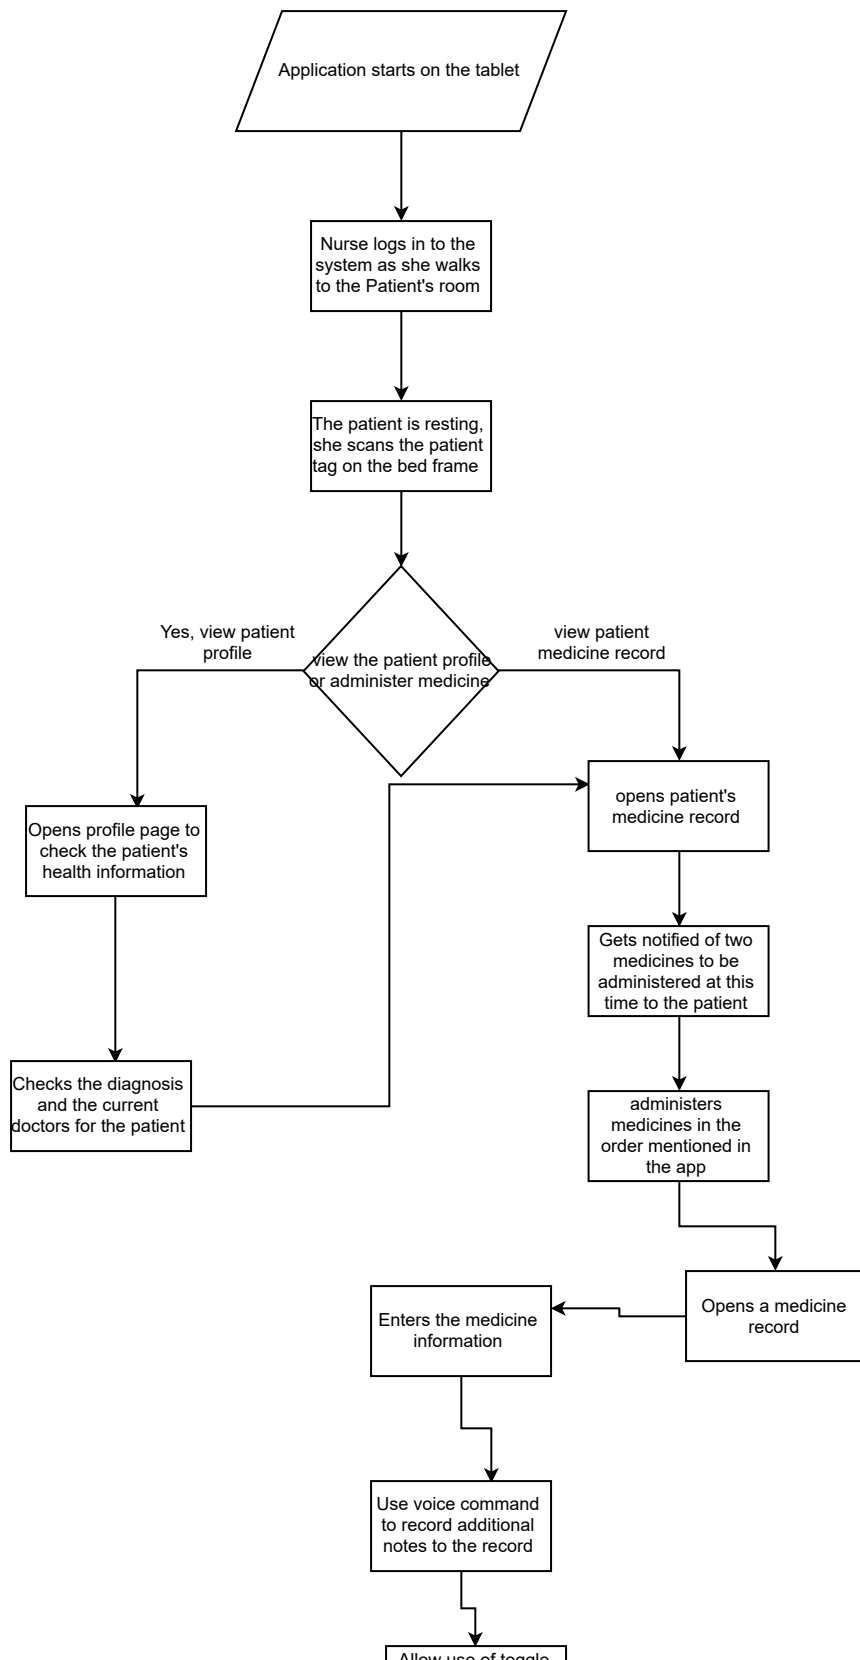 Application starts on the tablet
Nurse logs in to the
system as she walks
to the Patient's room
The patient is resting,
she scans the patient
tag on the bed frame
Yes, view patient
profile
view the patient profile
or administer medicine
view patient
medicine record
opens patient's
medicine record
Opens profile page to
check the patient's
health information
Gets notified of two
medicines to be
administered at this
time to the patient
Checks the diagnosis
and the current
doctors for the patient
administers
medicines in the
order mentioned in
the app
Opens a medicine
record
Enters the medicine
information
Use voice command
to record additional
notes to the record
Allow use of toggle